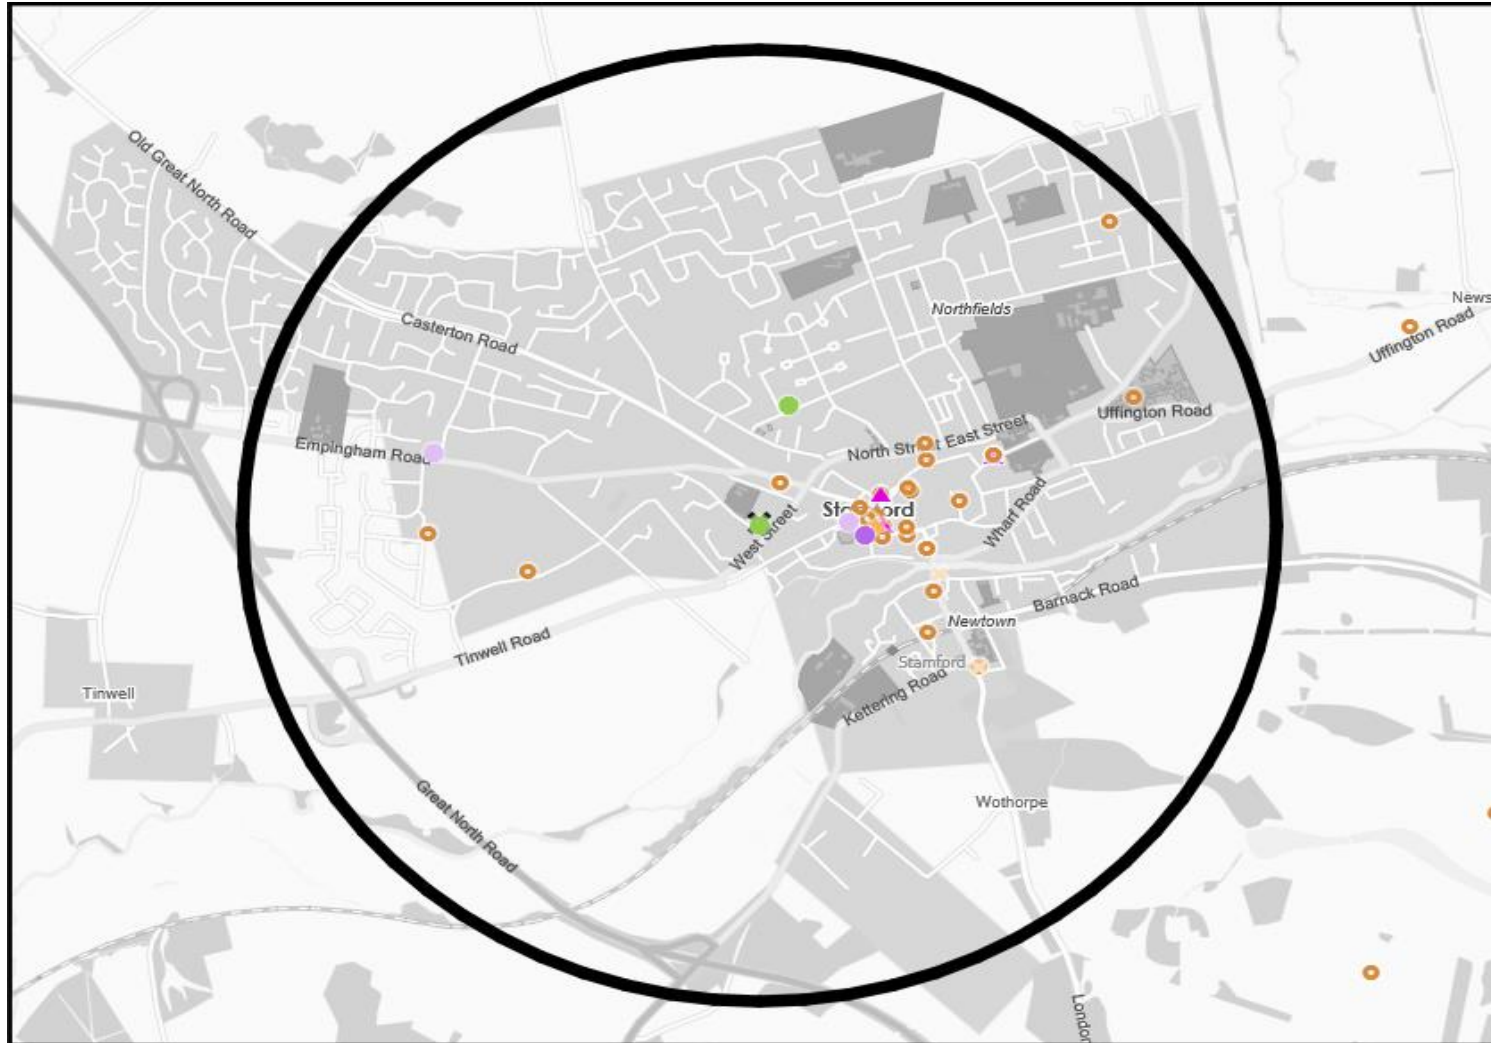 Old Great North Road
News
Northfields
Casterton Road
Uffington Road
Uffington Road
North Street East Street
Empingham Road
Stamford
West Street
Wharf Road
Barnack Road
Newtown
Tinwell Road
Stamford
Kettering Road
Tinwell
Wothorpe
Great North Road
London